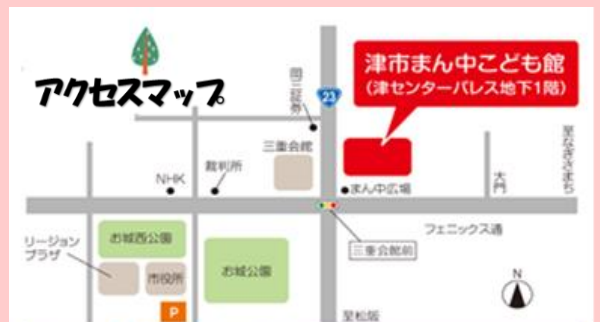 アクセスマップ
津市まん中こども館
(津センターパレス地下1階)
岡三証券
23
三重会館
裁判所
NHK
まん中広場
大門
至なぎさまち
フェニックス通
三重会館前
リージョン
プラザ
お城西公園
市役所
お城公園
P
至松阪
N